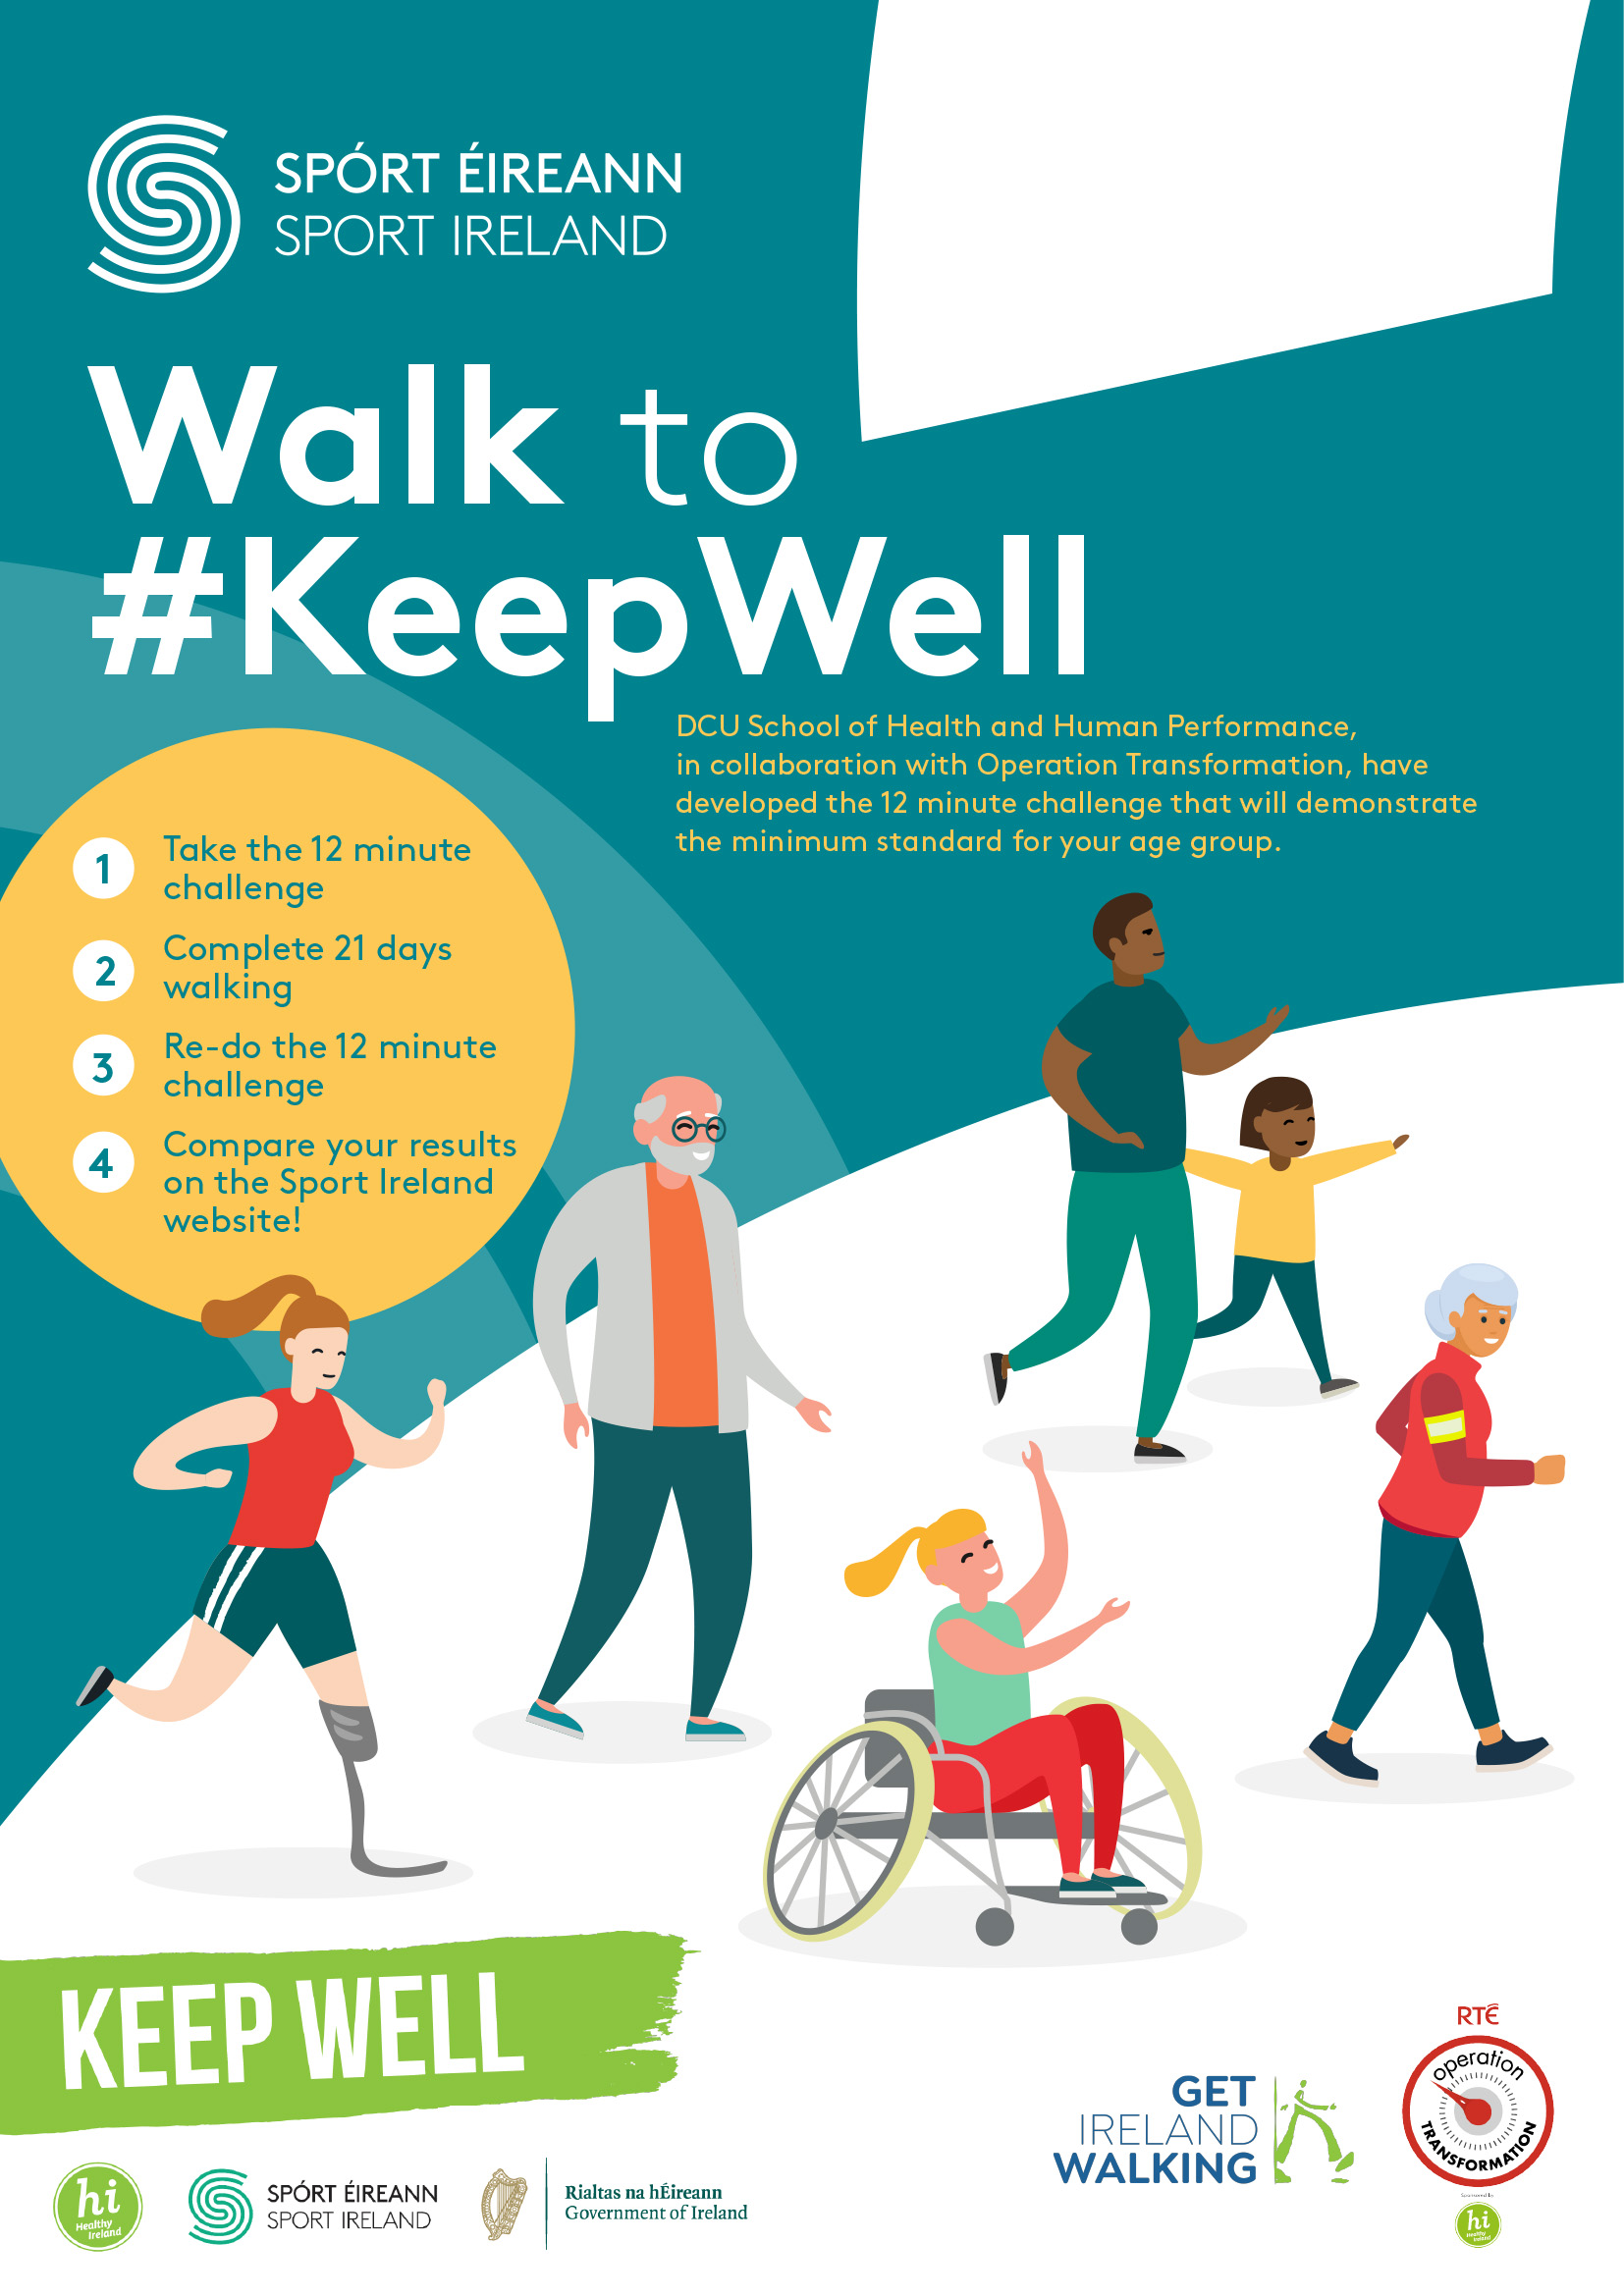 SPÓRT ÉIREANN
SPORT IRELAND
Walk to
#KeepWell
DCU School of Health and Human Performance,
in collaboration with Operation Transformation, have
developed the 12 minute challenge that will demonstrate
the minimum standard for your age group.
1 Take the 12 minute
challenge
2 Complete 21 days
walking
3 Re-do the 12 minute
challenge
4 Compare your results
on the Sport Ireland
website!
KEEP WELL
hi
Healthy
Ireland
SPÓRT ÉIREANN
SPORT IRELAND
Rialtas na hÉireann
Government of Ireland
GET
IRELAND
WALKING
RTÉ
operation
TRANSFORMATION
Sponsored By
hi
Healthy
Ireland